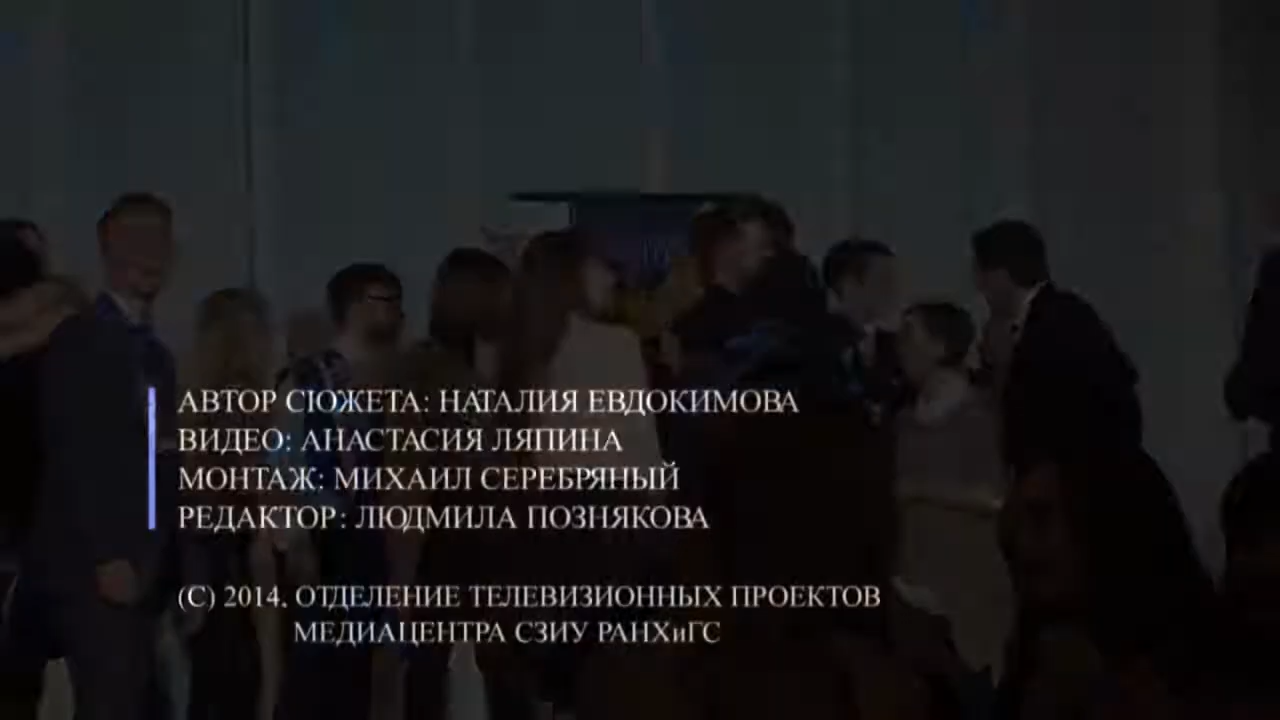 АВТОР СЮЖЕТА: НАТАЛИЯ ЕВДОКИМОВА
ВИДЕО: АНАСТАСИЯ ЛЯПИНА
МОНТАЖ: МИХАИЛ СЕРЕБРЯНЫЙ
РЕДАКТОР: ЛЮДМИЛА ПОЗНЯКОВА
(С) 2014, ОТДЕЛЕНИЕ ТЕЛЕВИЗИОННЫХ ПРОЕКТОВ
МЕДИАЦЕНТРА СЗИУ РАНХиГС